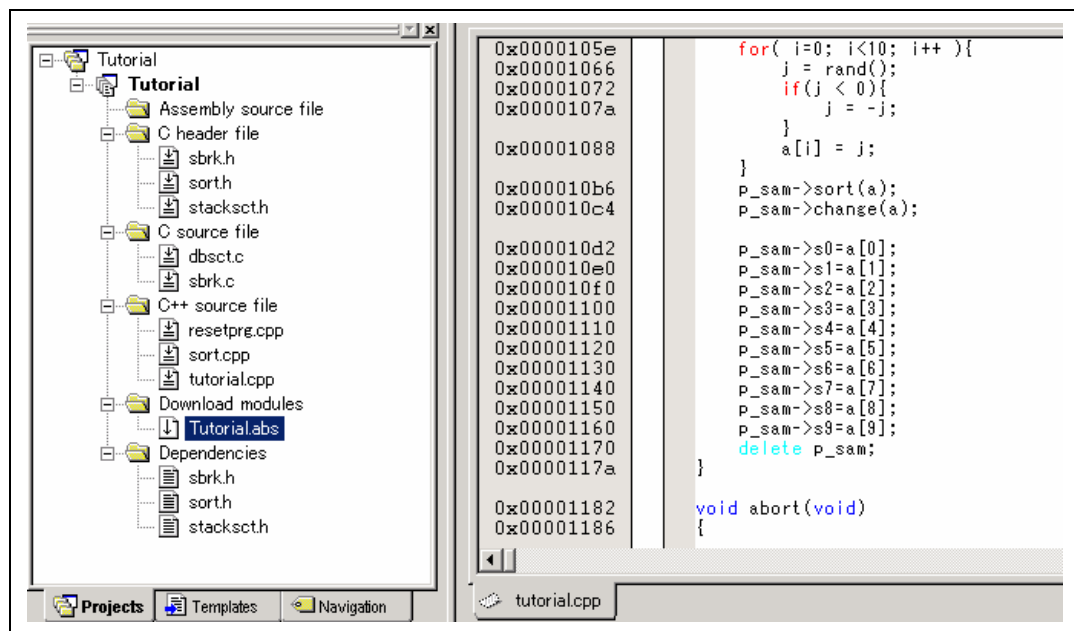 Tutorial
Tutorial
Assembly source file
C header file
sbrk.h
sort.h
stacksct.h
C source file
dbsct.c
sbrk.c
C++ source file
resetprg.cpp
sort.cpp
tutorial.cpp
Download modules
Tutorial.abs
Dependencies
sbrk.h
sort.h
stacksct.h
Projects
Templates
Navigation
0x0000105e for( i=0; i<10; i++ ){
0x00001066 j = rand();
0x00001072 if(j < 0){
0x0000107a j = -j;
}
0x00001088 a[i] = j;
}
0x000010b6 p_sam->sort(a);
0x000010c4 p_sam->change(a);
0x000010d2 p_sam->s0=a[0];
0x000010e0 p_sam->s1=a[1];
0x000010f0 p_sam->s2=a[2];
0x00001100 p_sam->s3=a[3];
0x00001110 p_sam->s4=a[4];
0x00001120 p_sam->s5=a[5];
0x00001130 p_sam->s6=a[6];
0x00001140 p_sam->s7=a[7];
0x00001150 p_sam->s8=a[8];
0x00001160 p_sam->s9=a[9];
0x00001170 delete p_sam;
0x0000117a }
0x00001182 void abort(void)
0x00001186 {
tutorial.cpp